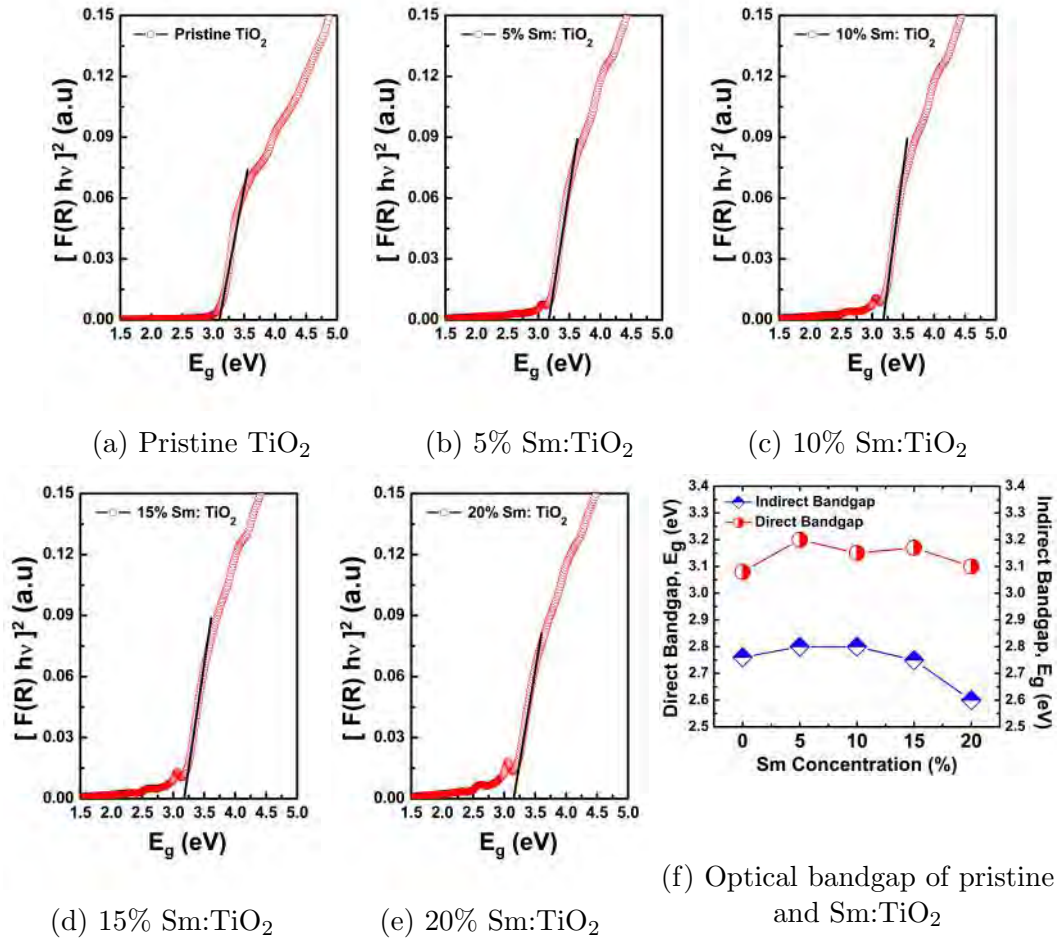 Pristine TiO2
[ F(R) hν ]² (a.u)
0.15
0.12
0.09
0.06
0.03
0.00
1.5 2.0 2.5 3.0 3.5 4.0 4.5 5.0
Eg (eV)
(a) Pristine TiO2
5% Sm: TiO2
[ F(R) hν ]² (a.u)
0.15
0.12
0.09
0.06
0.03
0.00
1.5 2.0 2.5 3.0 3.5 4.0 4.5 5.0
Eg (eV)
(b) 5% Sm:TiO2
10% Sm: TiO2
[ F(R) hν ]² (a.u)
0.15
0.12
0.09
0.06
0.03
0.00
1.5 2.0 2.5 3.0 3.5 4.0 4.5 5.0
Eg (eV)
(c) 10% Sm:TiO2
15% Sm: TiO2
[ F(R) hν ]² (a.u)
0.15
0.12
0.09
0.06
0.03
0.00
1.5 2.0 2.5 3.0 3.5 4.0 4.5 5.0
Eg (eV)
(d) 15% Sm:TiO2
20% Sm: TiO2
[ F(R) hν ]² (a.u)
0.15
0.12
0.09
0.06
0.03
0.00
1.5 2.0 2.5 3.0 3.5 4.0 4.5 5.0
Eg (eV)
(e) 20% Sm:TiO2
Indirect Bandgap
Direct Bandgap
Direct Bandgap, Eg (eV)
3.4
3.3
3.2
3.1
3.0
2.9
2.8
2.7
2.6
2.5
0 5 10 15 20
Sm Concentration (%)
3.4
3.3
3.2
3.1
3.0
2.9
2.8
2.7
2.6
2.5
Indirect Bandgap, Eg (eV)
(f) Optical bandgap of pristine
and Sm:TiO2